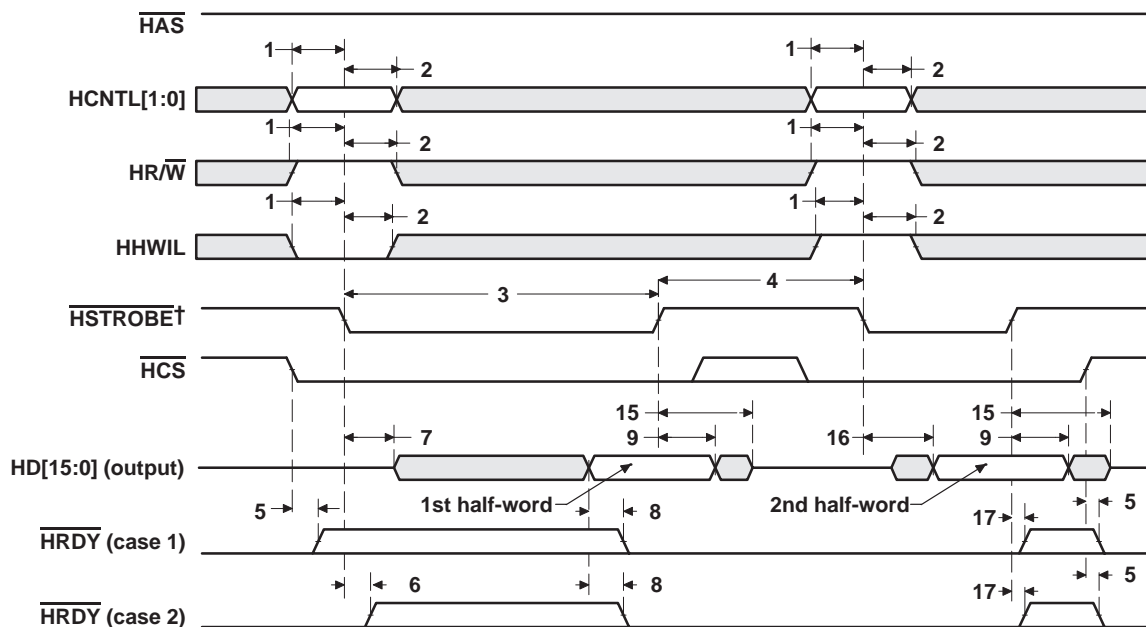 HAS
1 1
2 2
HCNTL[1:0]
1 1
2 2
HR/W
1 1
2 2
HHWIL
4
3
HSTROBE†
HCS
15 15
7 9 16 9
HD[15:0] (output)
1st half-word 2nd half-word
5 8 17 5
HRDY (case 1)
6 8 17 5
HRDY (case 2)